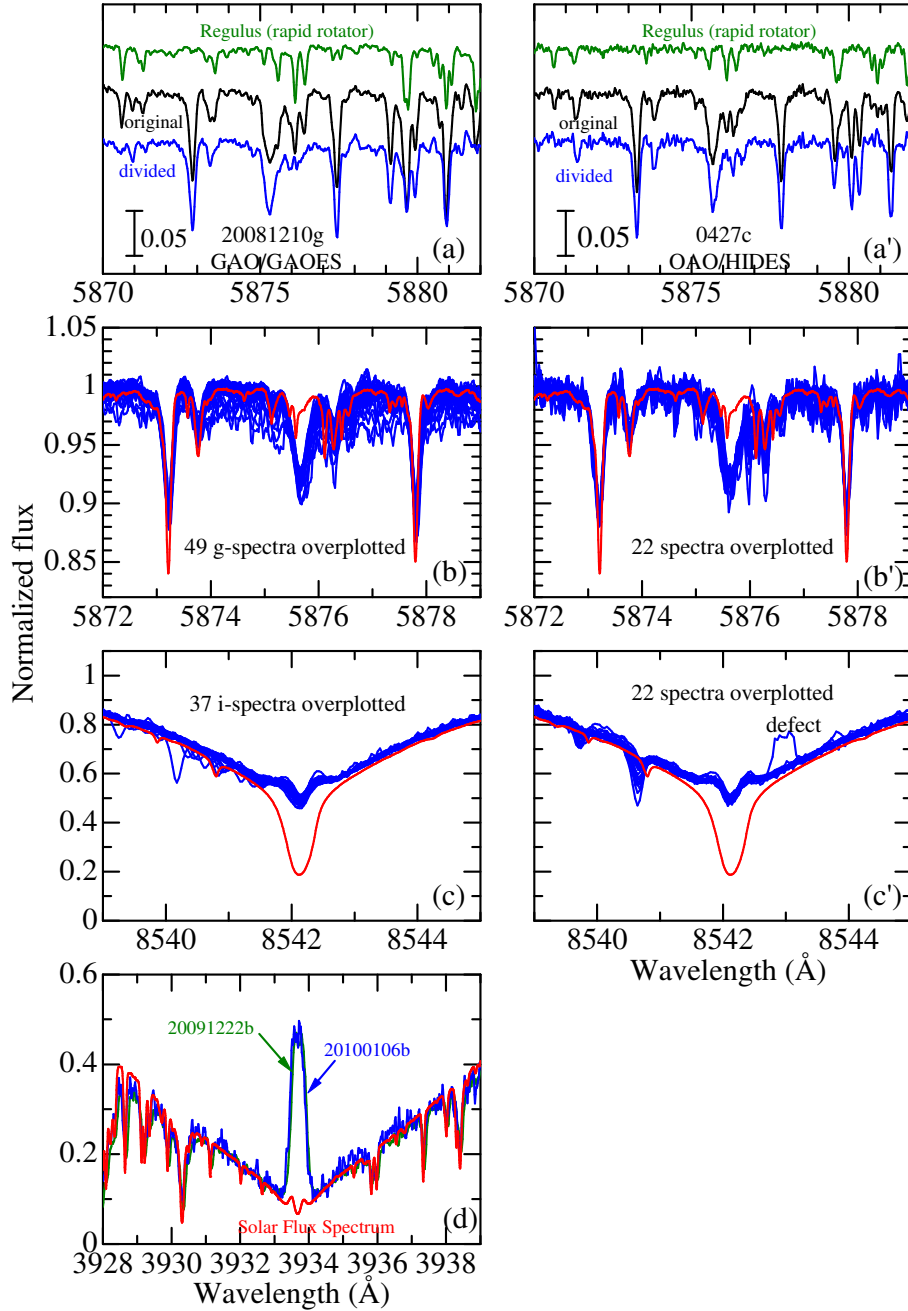 Regulus (rapid rotator)
original
divided
0.05
20081210g
GAO/GAOES
(a)
5870 5875 5880
Regulus (rapid rotator)
original
divided
0.05
0427c
OAO/HIDES
(a')
5870 5875 5880
Normalized flux
1.05
1
0.95
0.9
0.85
49 g-spectra overplotted
(b)
5872 5874 5876 5878
22 spectra overplotted
(b')
5872 5874 5876 5878
1
0.8
0.6
0.4
0.2
0
37 i-spectra overplotted
(c)
8540 8542 8544
22 spectra overplotted
defect
(c')
8540 8542 8544
Wavelength (Å)
0.6
0.4
0.2
0
20091222b
20100106b
Solar Flux Spectrum
(d)
3928 3930 3932 3934 3936 3938
Wavelength (Å)